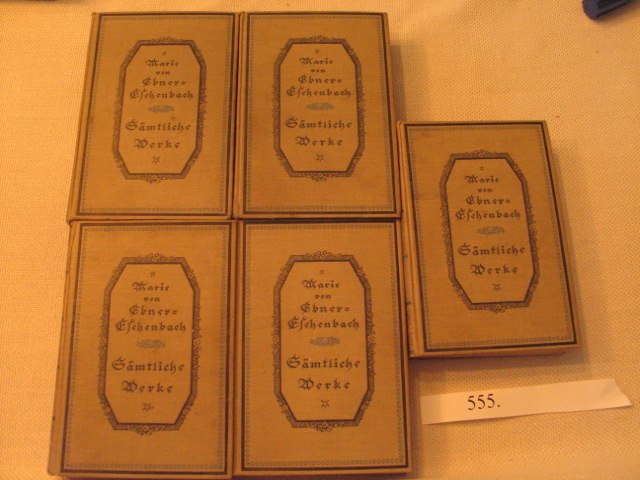 Marie
von
Ebner=
Eschenbach
Sämtliche
Werke
Marie
von
Ebner=
Eschenbach
Sämtliche
Werke
Marie
von
Ebner=
Eschenbach
Sämtliche
Werke
Marie
von
Ebner=
Eschenbach
Sämtliche
Werke
Marie
von
Ebner=
Eschenbach
Sämtliche
Werke
555.